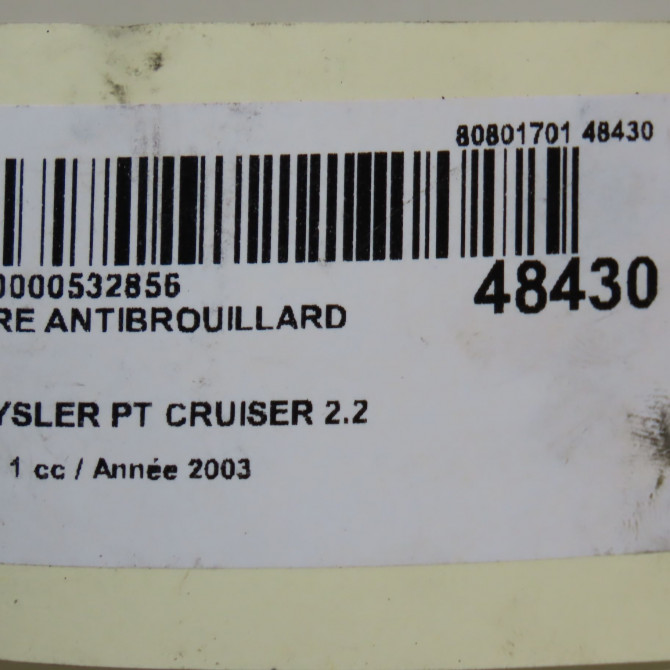 80801701 48430
0000532856
48430
RE ANTIBROUILLARD
YSLER PT CRUISER 2.2
1 cc / Année 2003